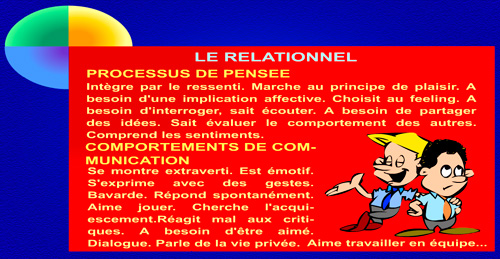 LE RELATIONNEL
PROCESSUS DE PENSEE
Intègre par le ressenti. Marche au principe de plaisir. A
besoin d'une implication affective. Choisit au feeling. A
besoin d'interroger, sait écouter. A besoin de partager
des idées. Sait évaluer le comportement des autres.
Comprend les sentiments.
COMPORTEMENTS DE COM-
MUNICATION
Se montre extraverti. Est émotif.
S'exprime avec des gestes.
Bavarde. Répond spontanément.
Aime jouer. Cherche l'acqui-
escement.Réagit mal aux criti-
ques. A besoin d'être aimé.
Dialogue. Parle de la vie privée. Aime travailler en équipe...